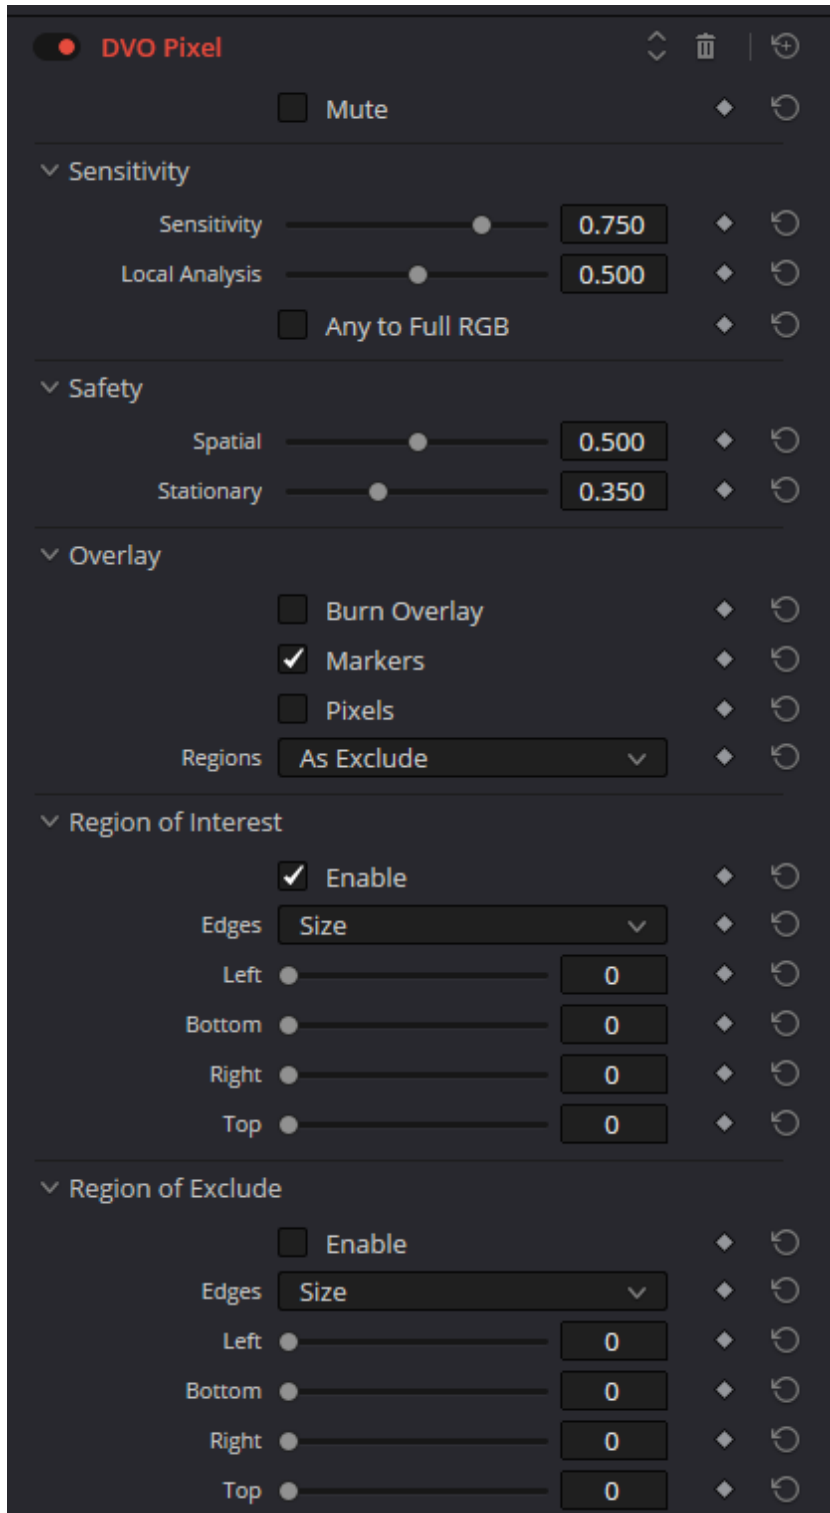 DVO Pixel
Mute
Sensitivity
Sensitivity 0.750
Local Analysis 0.500
Any to Full RGB
Safety
Spatial 0.500
Stationary 0.350
Overlay
Burn Overlay
Markers
Pixels
Regions As Exclude
Region of Interest
Enable
Edges Size
Left 0
Bottom 0
Right 0
Top 0
Region of Exclude
Enable
Edges Size
Left 0
Bottom 0
Right 0
Top 0